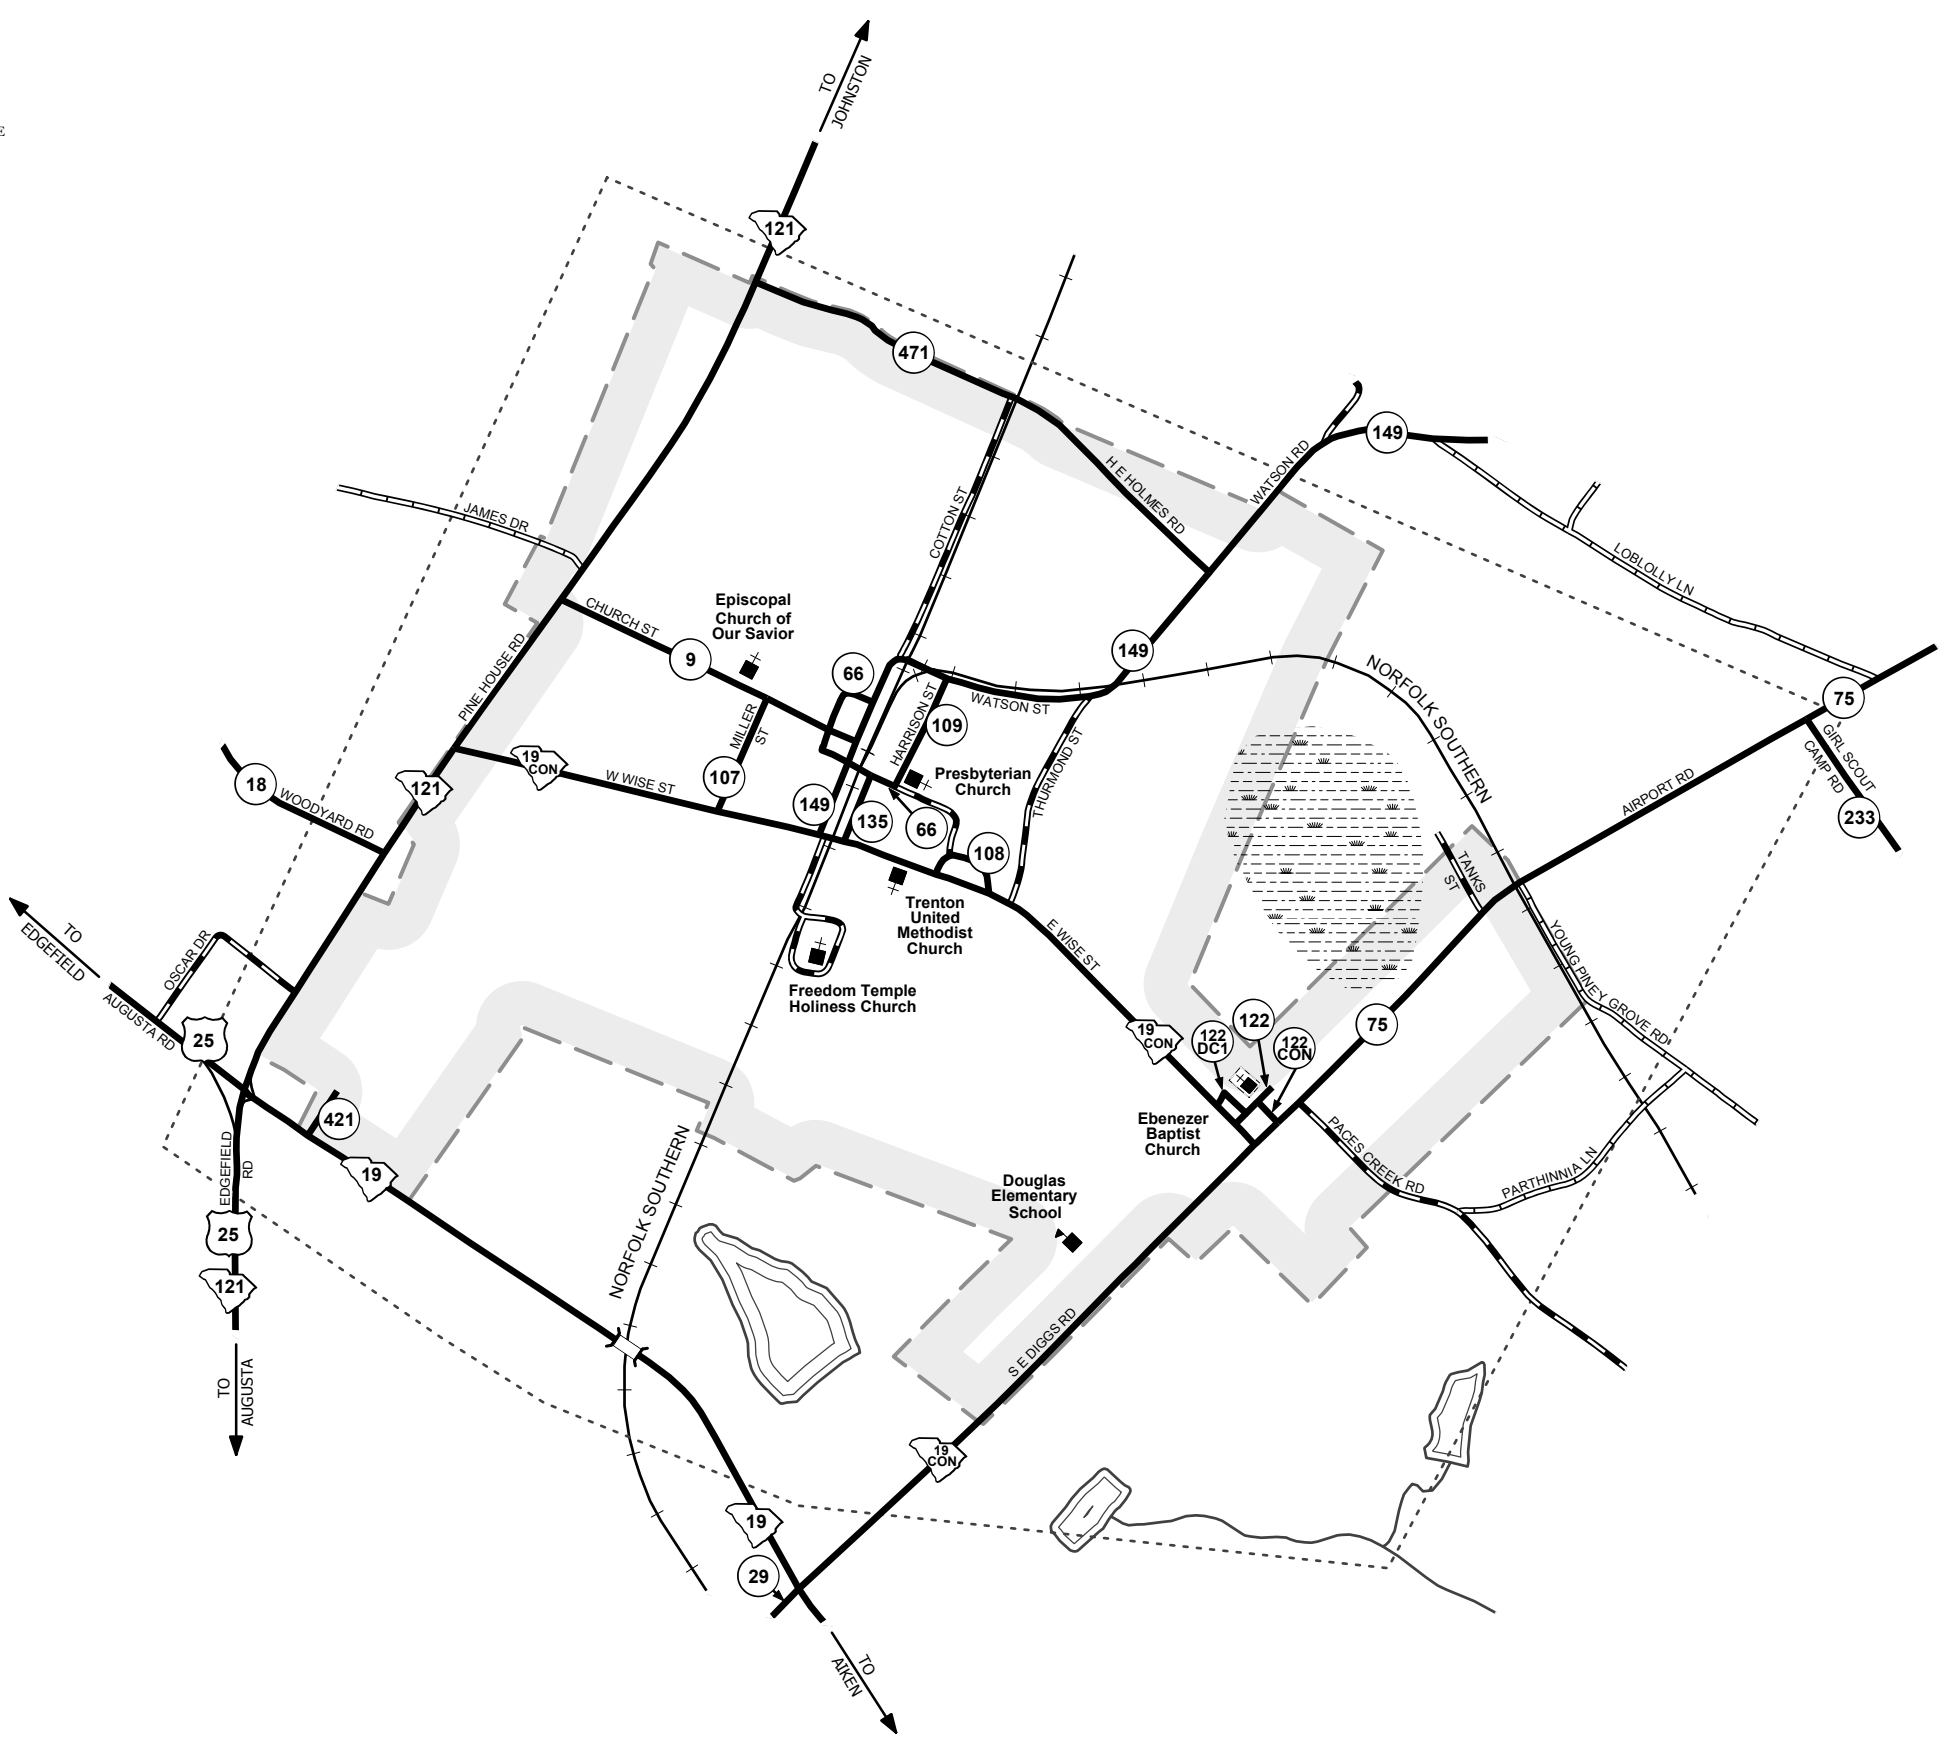 E
TO
JOHNSTON
121
471
149
WATSON RD
H E HOLMES RD
COTTON ST
JAMES DR
LOBLOLLY LN
Episcopal
Church of
Our Savior
CHURCH ST
9
66
149
NORFOLK SOUTHERN
PINE HOUSE RD
HARRISON ST
WATSON ST
109
75
MILLER
ST
GIRL SCOUT
CAMP RD
19
CON
W WISE ST
107
Presbyterian
Church
THURMOND ST
18
WOODYARD RD
121
149
135
66
AIRPORT RD
233
108
TANKS
ST
Trenton
United
Methodist
Church
TO
EDGEFIELD
OSCAR DR
E WISE ST
YOUNG PINEY GROVE RD
Freedom Temple
Holiness Church
AUGUSTA RD
25
19
CON
122
DC1
122
122
CON
75
421
Ebenezer
Baptist
Church
PACES CREEK RD
PARTHINNIA LN
EDGEFIELD
RD
19
NORFOLK SOUTHERN
Douglas
Elementary
School
25
121
S E DIGGS RD
TO
AUGUSTA
19
CON
19
29
TO
AIKEN